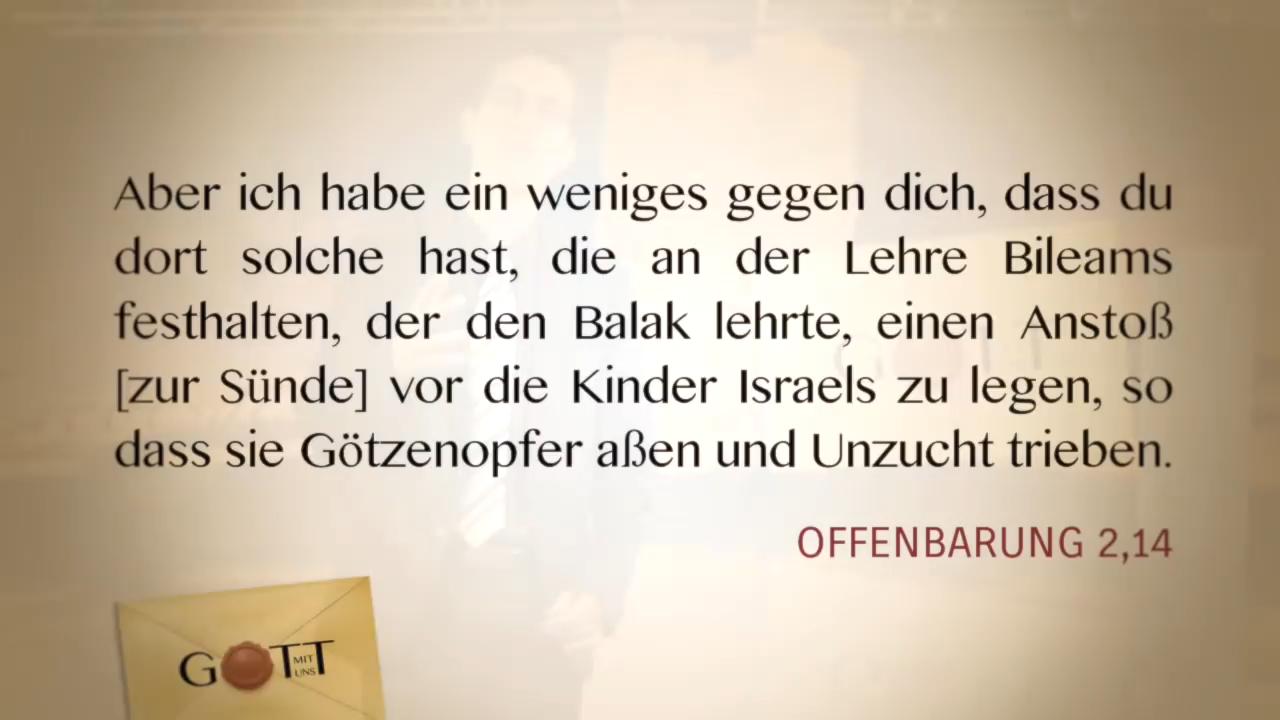 Aber ich habe ein weniges gegen dich, dass du
dort solche hast, die an der Lehre Bileams
festhalten, der den Balak lehrte, einen Anstoß
[zur Sünde] vor die Kinder Israels zu legen, so
dass sie Götzenopfer aßen und Unzucht trieben.
OFFENBARUNG 2,14
GOTT
MIT
UNS